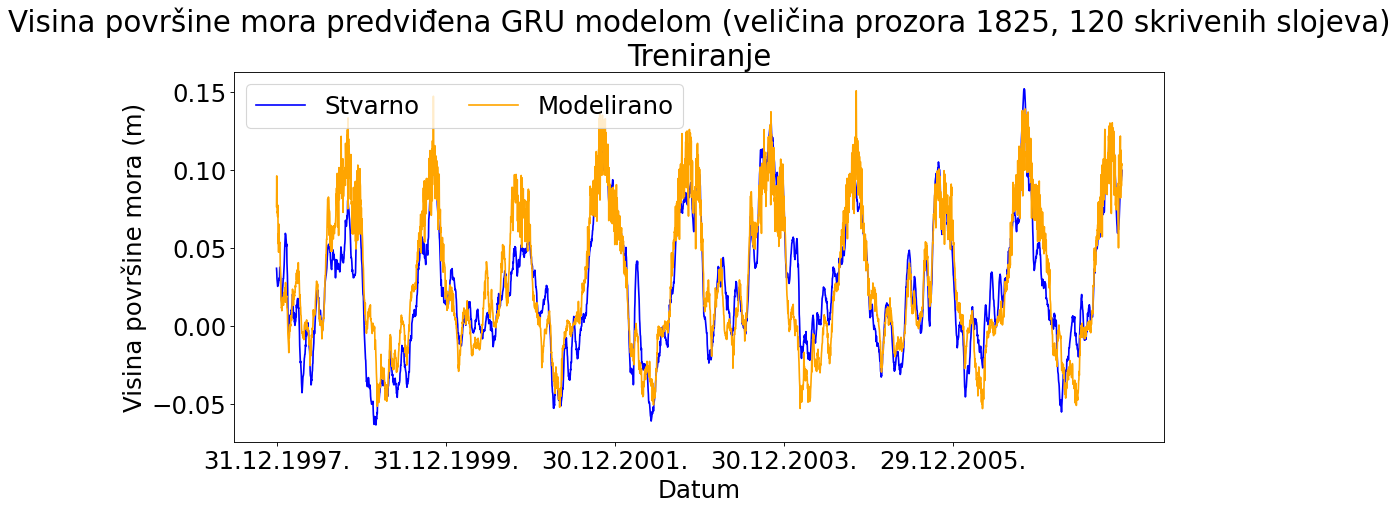 Visina površine mora predviđena GRU modelom (veličina prozora 1825, 120 skrivenih slojeva)
Treniranje
Stvarno Modelirano
Visina površine mora (m)
0.15
0.10
0.05
0.00
−0.05
31.12.1997. 31.12.1999. 30.12.2001. 30.12.2003. 29.12.2005.
Datum